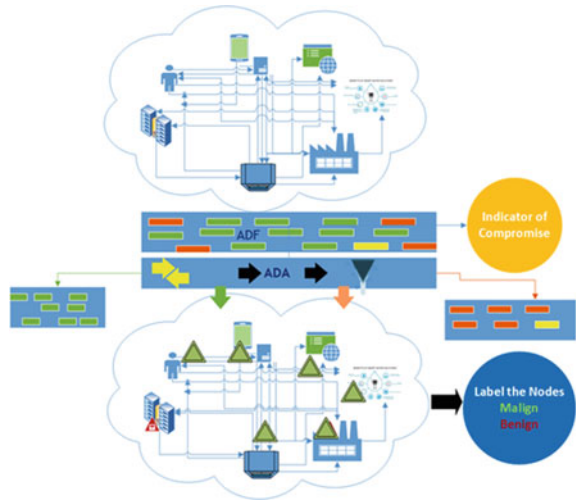 ADF
Indicator of
Compromise
ADA
Label the Nodes
Malign
Benign